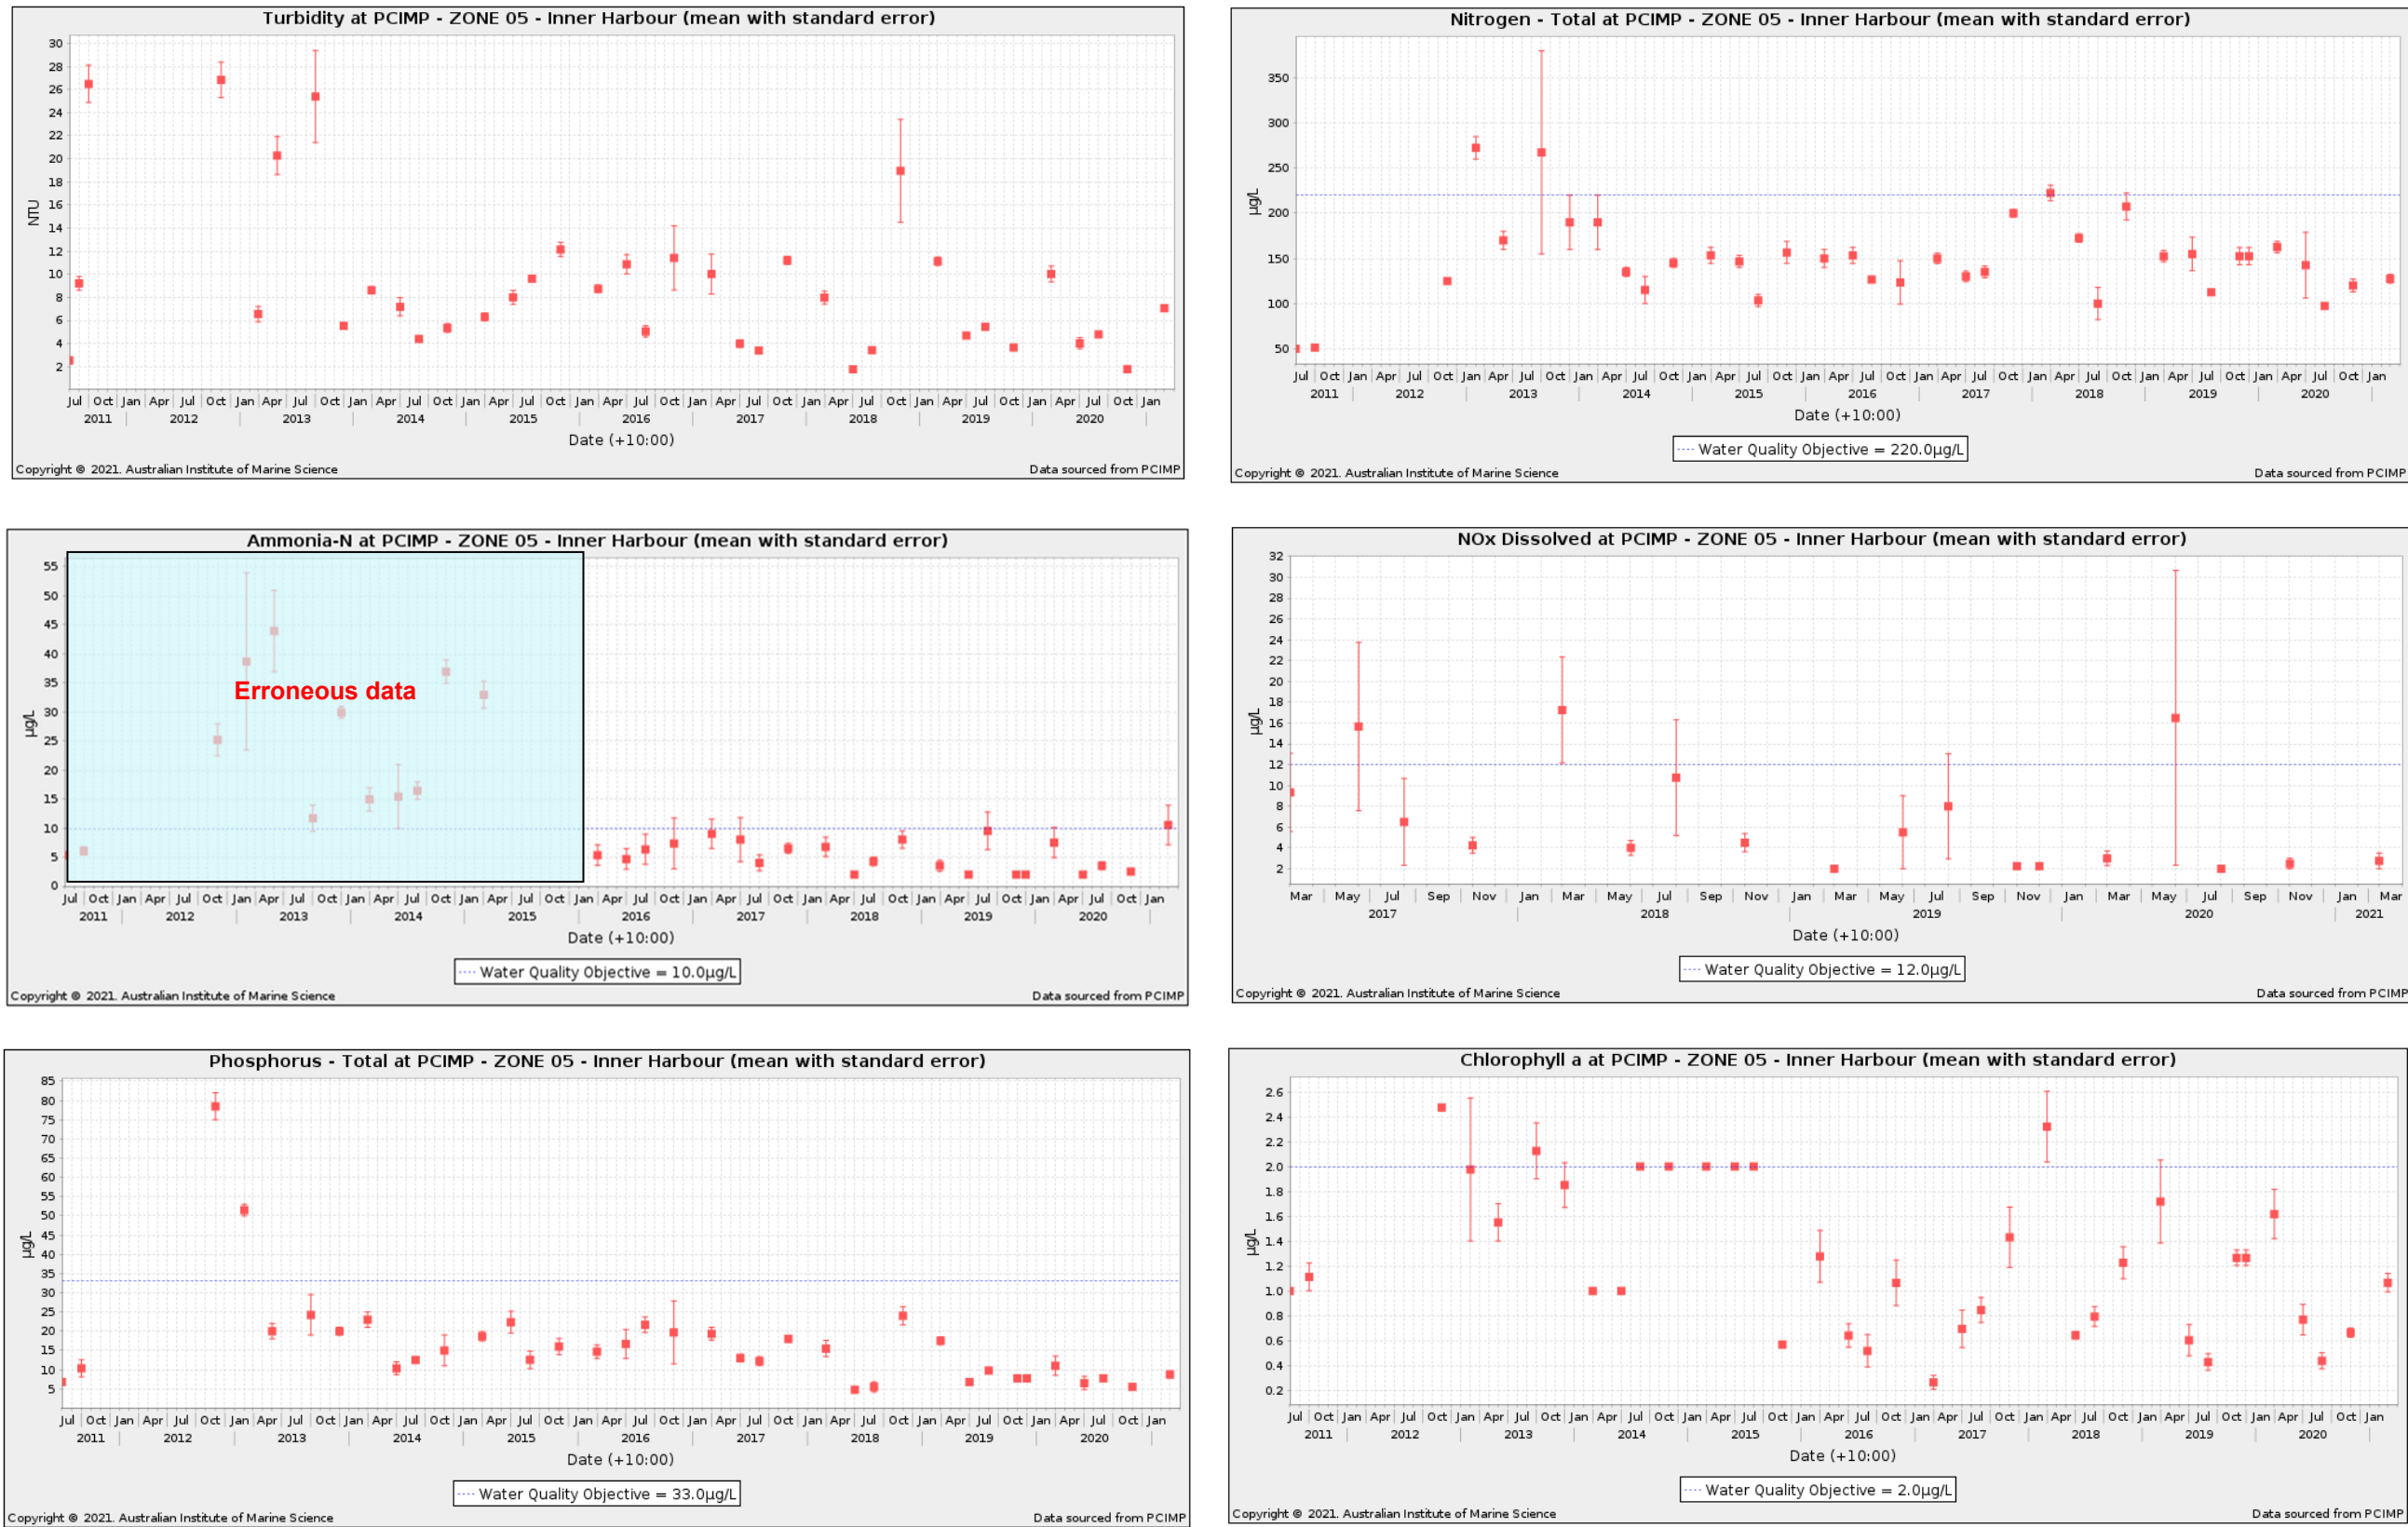 Turbidity at PCIMP - ZONE 05 - Inner Harbour (mean with standard error)
30
28
26
24
22
20
18
16
14
12
10
8
6
4
2
NTU
Jul Oct Jan Apr Jul Oct Jan Apr Jul Oct Jan Apr Jul Oct Jan Apr Jul Oct Jan Apr Jul Oct Jan Apr Jul Oct Jan Apr Jul Oct Jan Apr Jul Oct Jan Apr Jul Oct Jan
2011 2012 2013 2014 2015 2016 2017 2018 2019 2020
Date (+10:00)
Copyright © 2021. Australian Institute of Marine Science Data sourced from PCIMP
Nitrogen - Total at PCIMP - ZONE 05 - Inner Harbour (mean with standard error)
350
300
250
200
150
100
50
µg/L
Jul Oct Jan Apr Jul Oct Jan Apr Jul Oct Jan Apr Jul Oct Jan Apr Jul Oct Jan Apr Jul Oct Jan Apr Jul Oct Jan Apr Jul Oct Jan Apr Jul Oct Jan Apr Jul Oct Jan
2011 2012 2013 2014 2015 2016 2017 2018 2019 2020
Date (+10:00)
Water Quality Objective = 220.0µg/L
Copyright © 2021. Australian Institute of Marine Science Data sourced from PCIMP
Ammonia-N at PCIMP - ZONE 05 - Inner Harbour (mean with standard error)
55
50
45
40
35
30
25
20
15
10
5
0
µg/L
Erroneous data
Jul Oct Jan Apr Jul Oct Jan Apr Jul Oct Jan Apr Jul Oct Jan Apr Jul Oct Jan Apr Jul Oct Jan Apr Jul Oct Jan Apr Jul Oct Jan Apr Jul Oct Jan Apr Jul Oct Jan
2011 2012 2013 2014 2015 2016 2017 2018 2019 2020
Date (+10:00)
Water Quality Objective = 10.0µg/L
Copyright © 2021. Australian Institute of Marine Science Data sourced from PCIMP
NOx Dissolved at PCIMP - ZONE 05 - Inner Harbour (mean with standard error)
32
30
28
26
24
22
20
18
16
14
12
10
8
6
4
2
µg/L
Mar May Jul Sep Nov Jan Mar May Jul Sep Nov Jan Mar May Jul Sep Nov Jan Mar May Jul Sep Nov Jan Mar
2017 2018 2019 2020 2021
Date (+10:00)
Water Quality Objective = 12.0µg/L
Copyright © 2021. Australian Institute of Marine Science Data sourced from PCIMP
Phosphorus - Total at PCIMP - ZONE 05 - Inner Harbour (mean with standard error)
85
80
75
70
65
60
55
50
45
40
35
30
25
20
15
10
5
µg/L
Jul Oct Jan Apr Jul Oct Jan Apr Jul Oct Jan Apr Jul Oct Jan Apr Jul Oct Jan Apr Jul Oct Jan Apr Jul Oct Jan Apr Jul Oct Jan Apr Jul Oct Jan Apr Jul Oct Jan
2011 2012 2013 2014 2015 2016 2017 2018 2019 2020
Date (+10:00)
Water Quality Objective = 33.0µg/L
Copyright © 2021. Australian Institute of Marine Science Data sourced from PCIMP
Chlorophyll a at PCIMP - ZONE 05 - Inner Harbour (mean with standard error)
2.6
2.4
2.2
2.0
1.8
1.6
1.4
1.2
1.0
0.8
0.6
0.4
0.2
µg/L
Jul Oct Jan Apr Jul Oct Jan Apr Jul Oct Jan Apr Jul Oct Jan Apr Jul Oct Jan Apr Jul Oct Jan Apr Jul Oct Jan Apr Jul Oct Jan Apr Jul Oct Jan Apr Jul Oct Jan
2011 2012 2013 2014 2015 2016 2017 2018 2019 2020
Date (+10:00)
Water Quality Objective = 2.0µg/L
Copyright © 2021. Australian Institute of Marine Science Data sourced from PCIMP